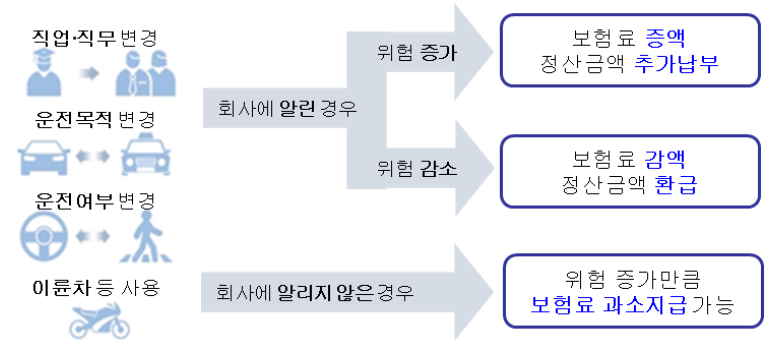 직업·직무 변경
운전목적 변경
운전여부 변경
이륜차 등 사용
회사에 알린 경우
위험 증가
보험료 증액
정산금액 추가납부
위험 감소
보험료 감액
정산금액 환급
회사에 알리지 않은 경우
위험 증가만큼
보험료 과소지급 가능